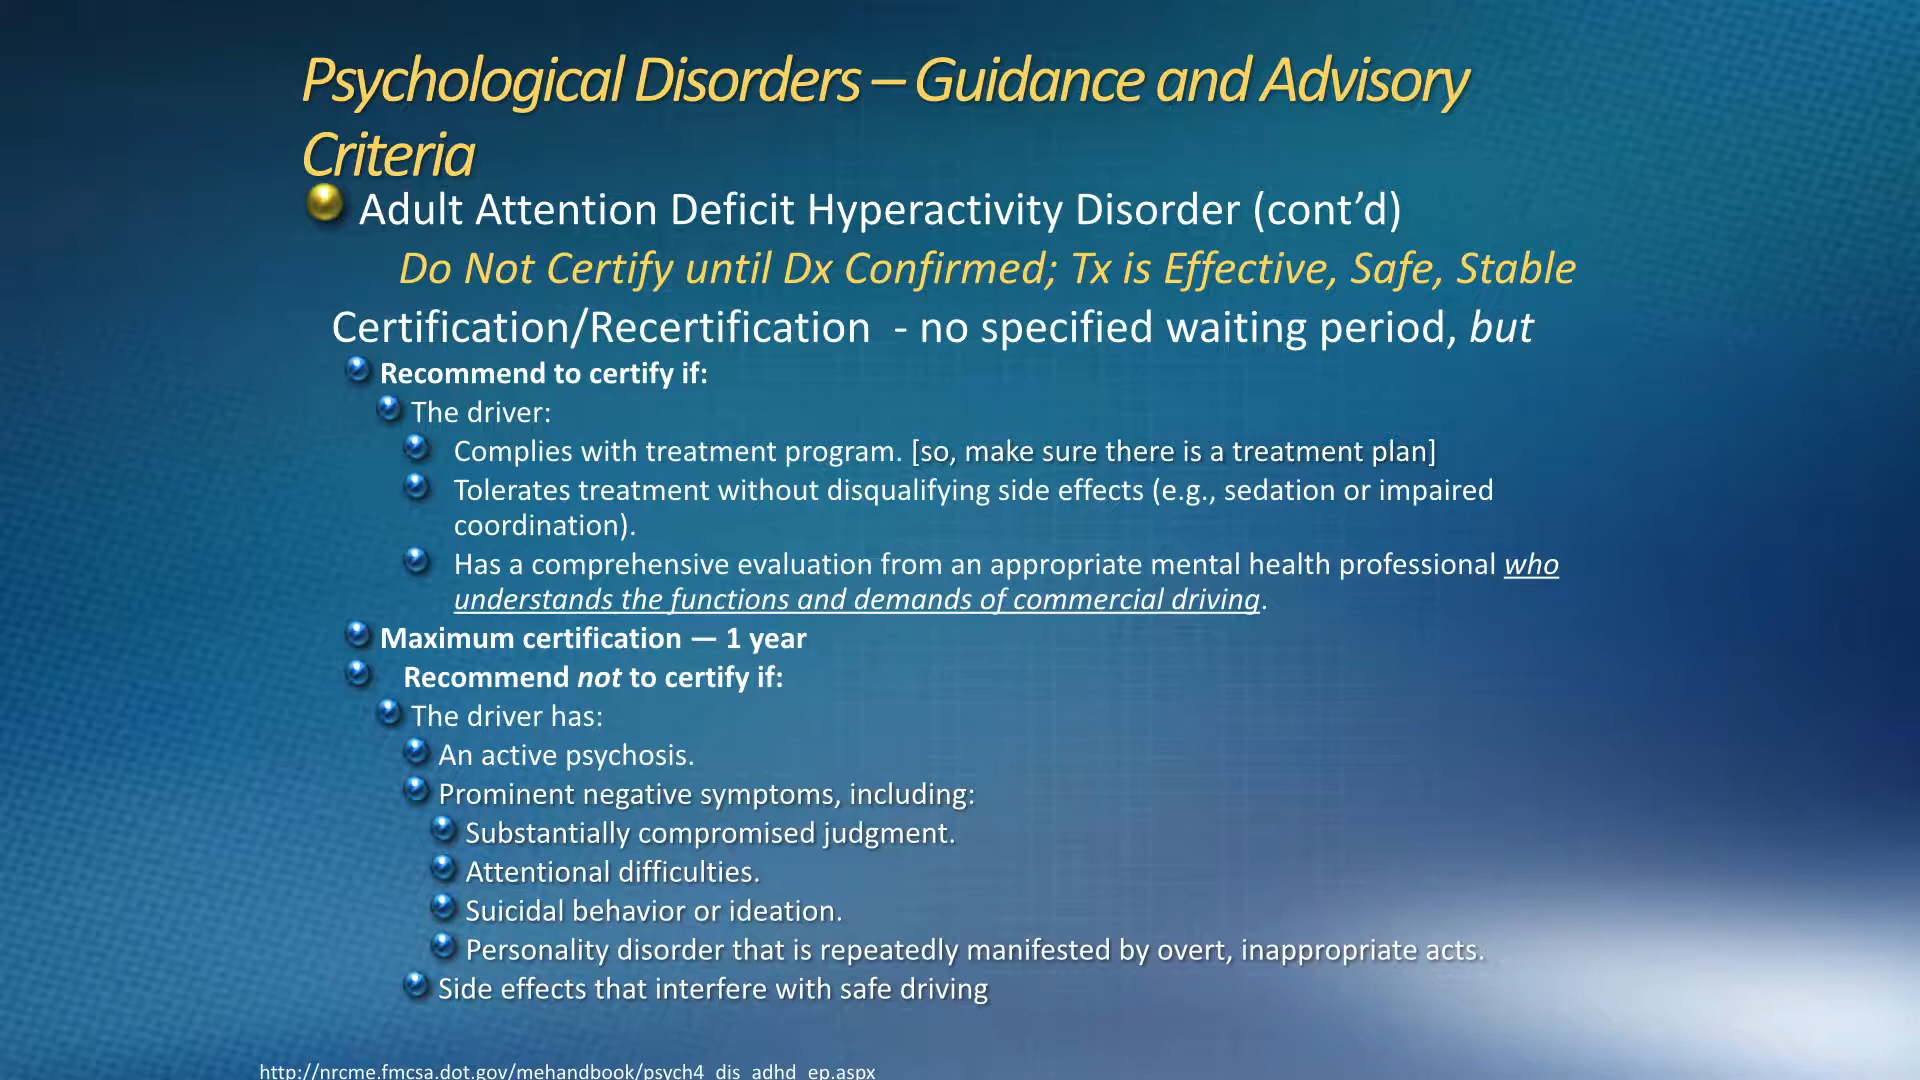 Psychological Disorders – Guidance and Advisory
Criteria
Adult Attention Deficit Hyperactivity Disorder (cont’d)
Do Not Certify until Dx Confirmed; Tx is Effective, Safe, Stable
Certification/Recertification - no specified waiting period, but
Recommend to certify if:
The driver:
Complies with treatment program. [so, make sure there is a treatment plan]
Tolerates treatment without disqualifying side effects (e.g., sedation or impaired
coordination).
Has a comprehensive evaluation from an appropriate mental health professional who
understands the functions and demands of commercial driving.
Maximum certification — 1 year
Recommend not to certify if:
The driver has:
An active psychosis.
Prominent negative symptoms, including:
Substantially compromised judgment.
Attentional difficulties.
Suicidal behavior or ideation.
Personality disorder that is repeatedly manifested by overt, inappropriate acts.
Side effects that interfere with safe driving
http://nrcme.fmcsa.dot.gov/mehandbook/psych4_dis_adhd_ep.aspx